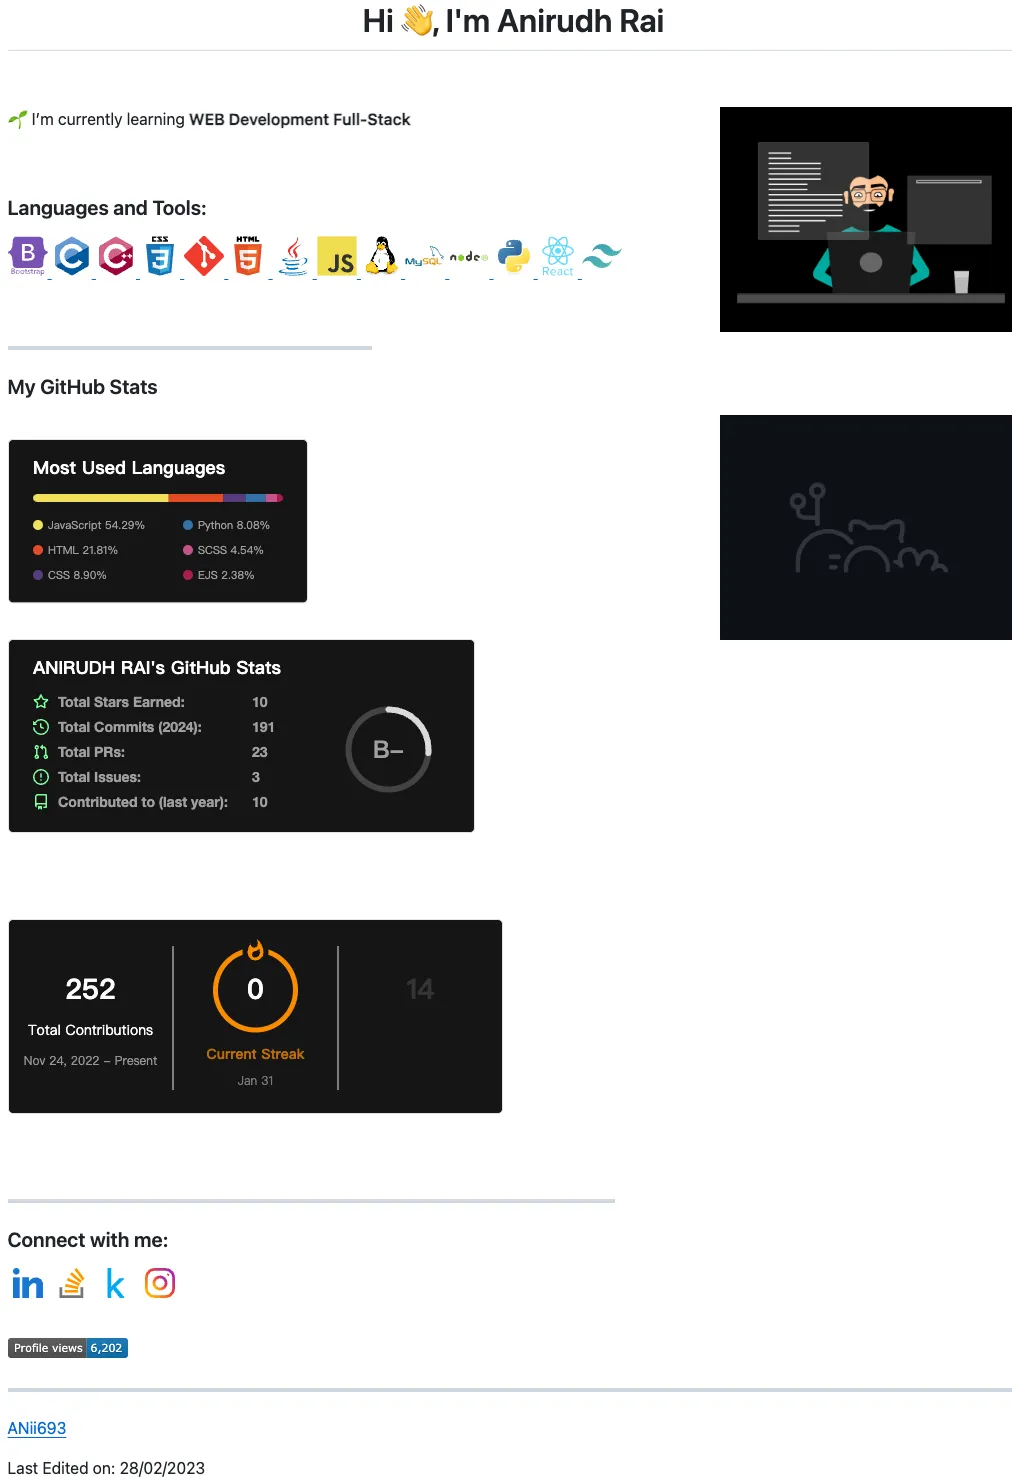 Hi 👋, I'm Anirudh Rai
🌱 I'm currently learning WEB Development Full-Stack
Languages and Tools:
B
Bootstrap
C
C++
CSS
3
HTML
5
JS
MySQL
node
React
My GitHub Stats
Most Used Languages
JavaScript 54.29%
Python 8.08%
HTML 21.81%
SCSS 4.54%
CSS 8.90%
EJS 2.38%
ANIRUDH RAI's GitHub Stats
Total Stars Earned: 10
Total Commits (2024): 191
Total PRs: 23
Total Issues: 3
Contributed to (last year): 10
B-
252
Total Contributions
Nov 24, 2022 – Present
0
Current Streak
Jan 31
14
Connect with me:
in
k
Profile views 6,202
ANii693
Last Edited on: 28/02/2023